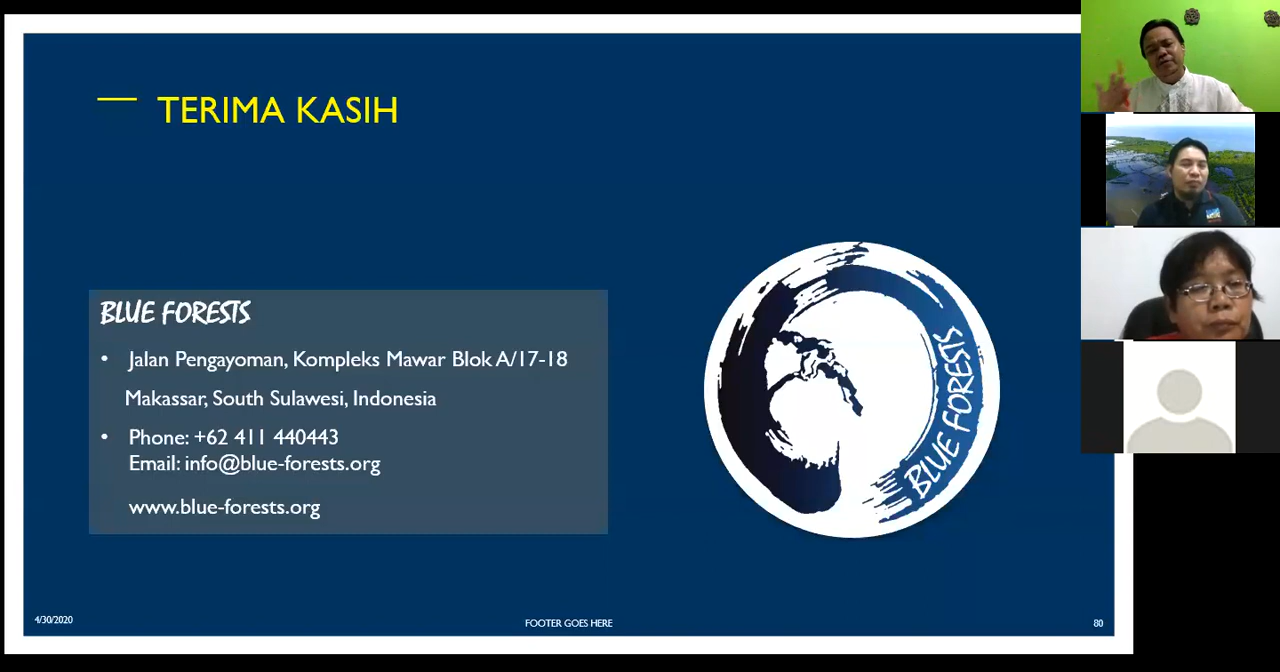 TERIMA KASIH
BLUE FORESTS
• Jalan Pengayoman, Kompleks Mawar Blok A/17-18
Makassar, South Sulawesi, Indonesia
• Phone: +62 411 440443
Email: info@blue-forests.org
www.blue-forests.org
BLUE FORESTS
4/30/2020
FOOTER GOES HERE
80